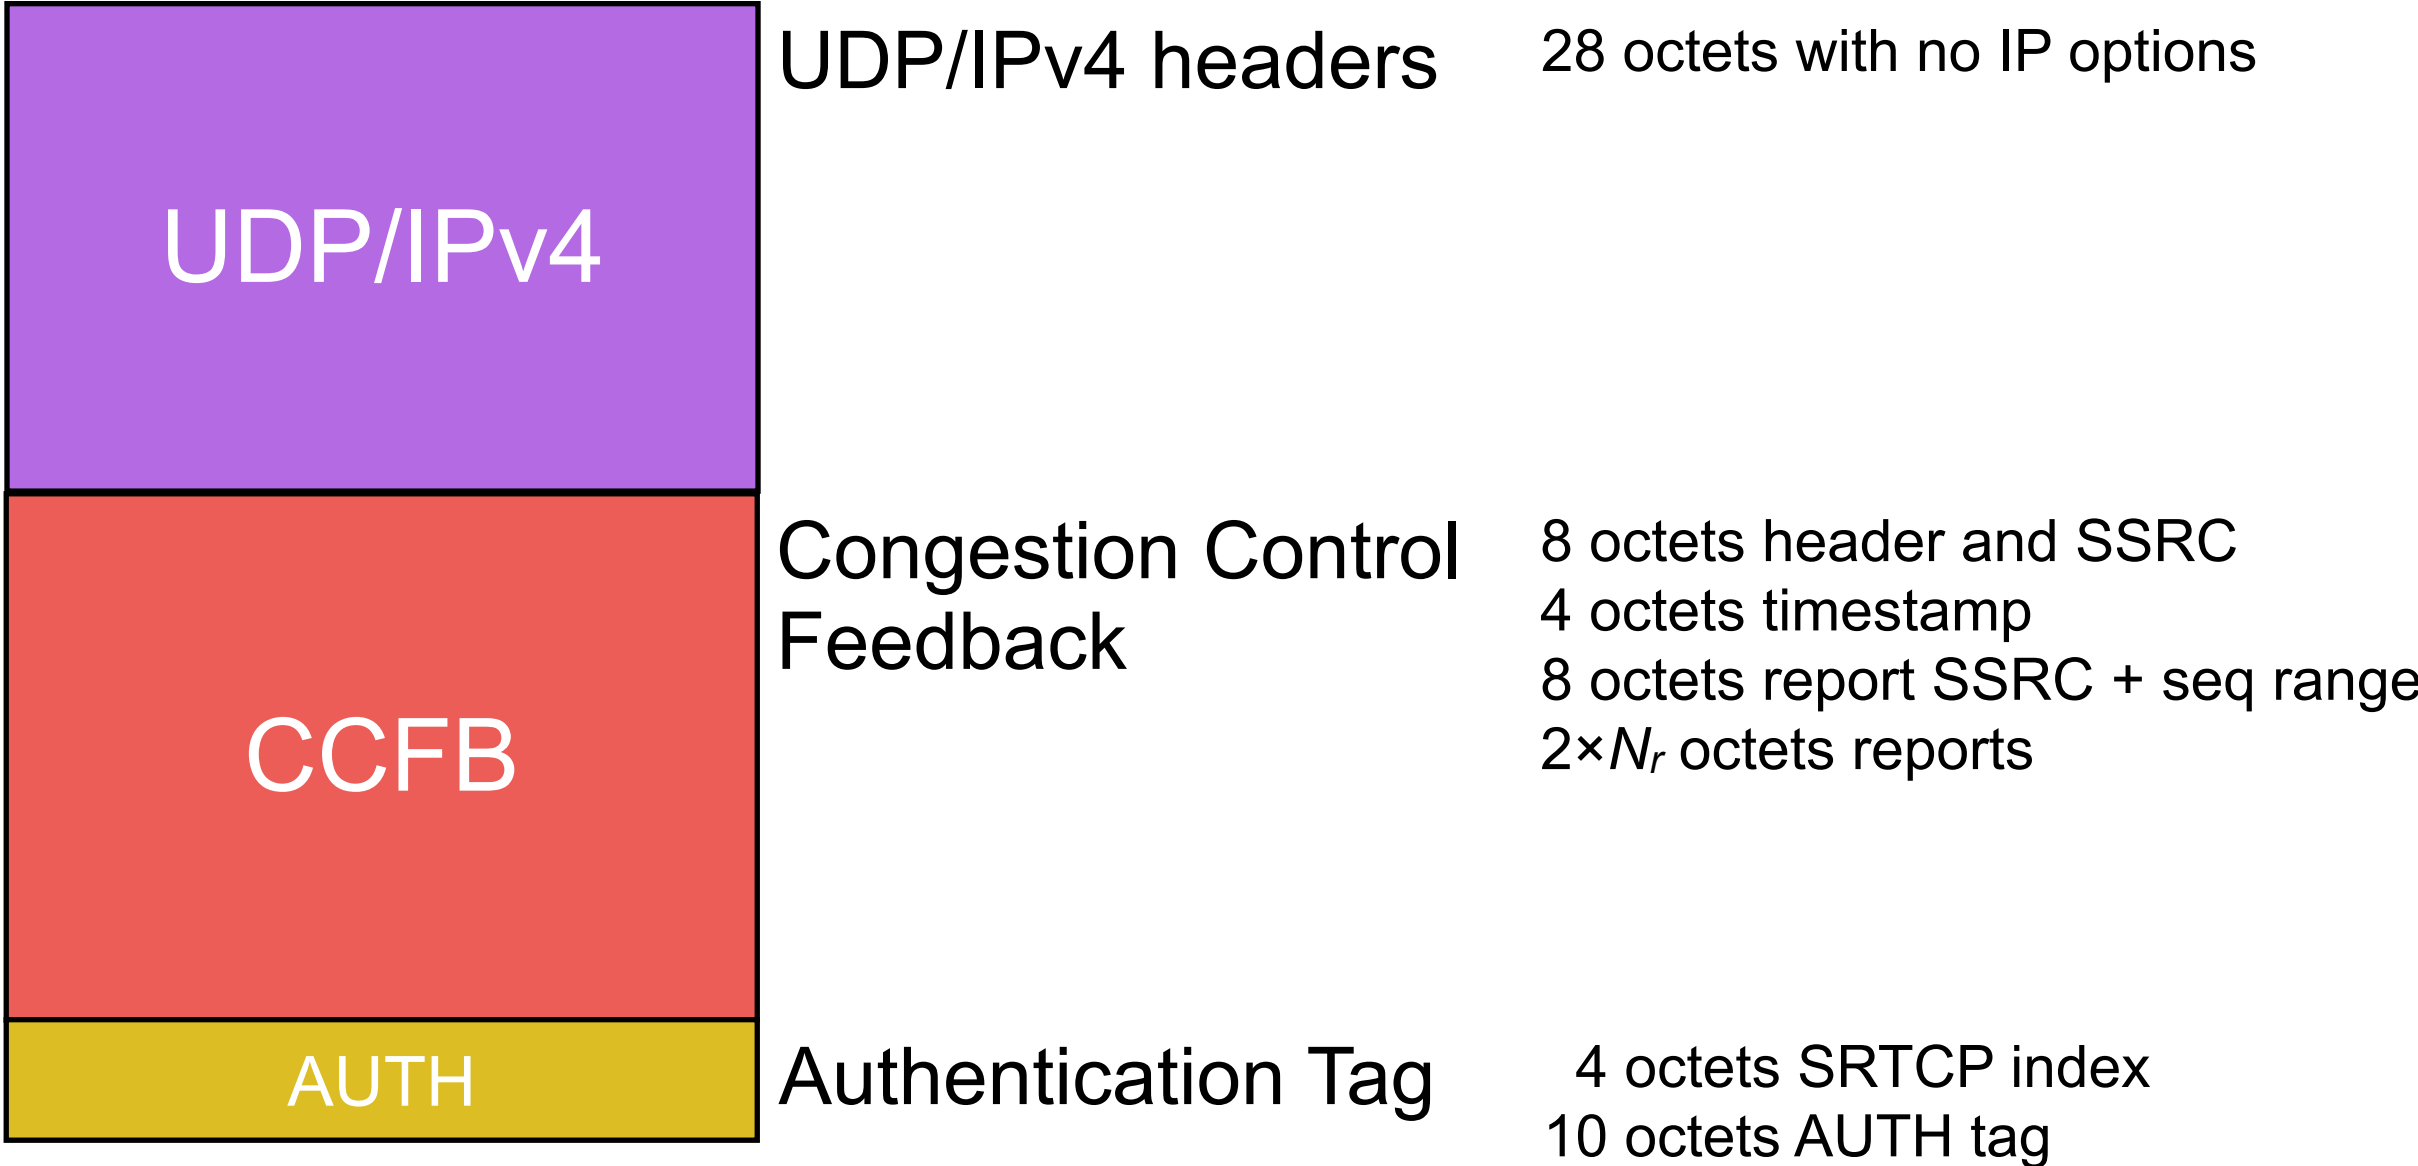 UDP/IPv4
UDP/IPv4 headers
28 octets with no IP options
CCFB
Congestion Control
Feedback
8 octets header and SSRC
4 octets timestamp
8 octets report SSRC + seq range
2×Nr octets reports
AUTH
Authentication Tag
4 octets SRTCP index
10 octets AUTH tag